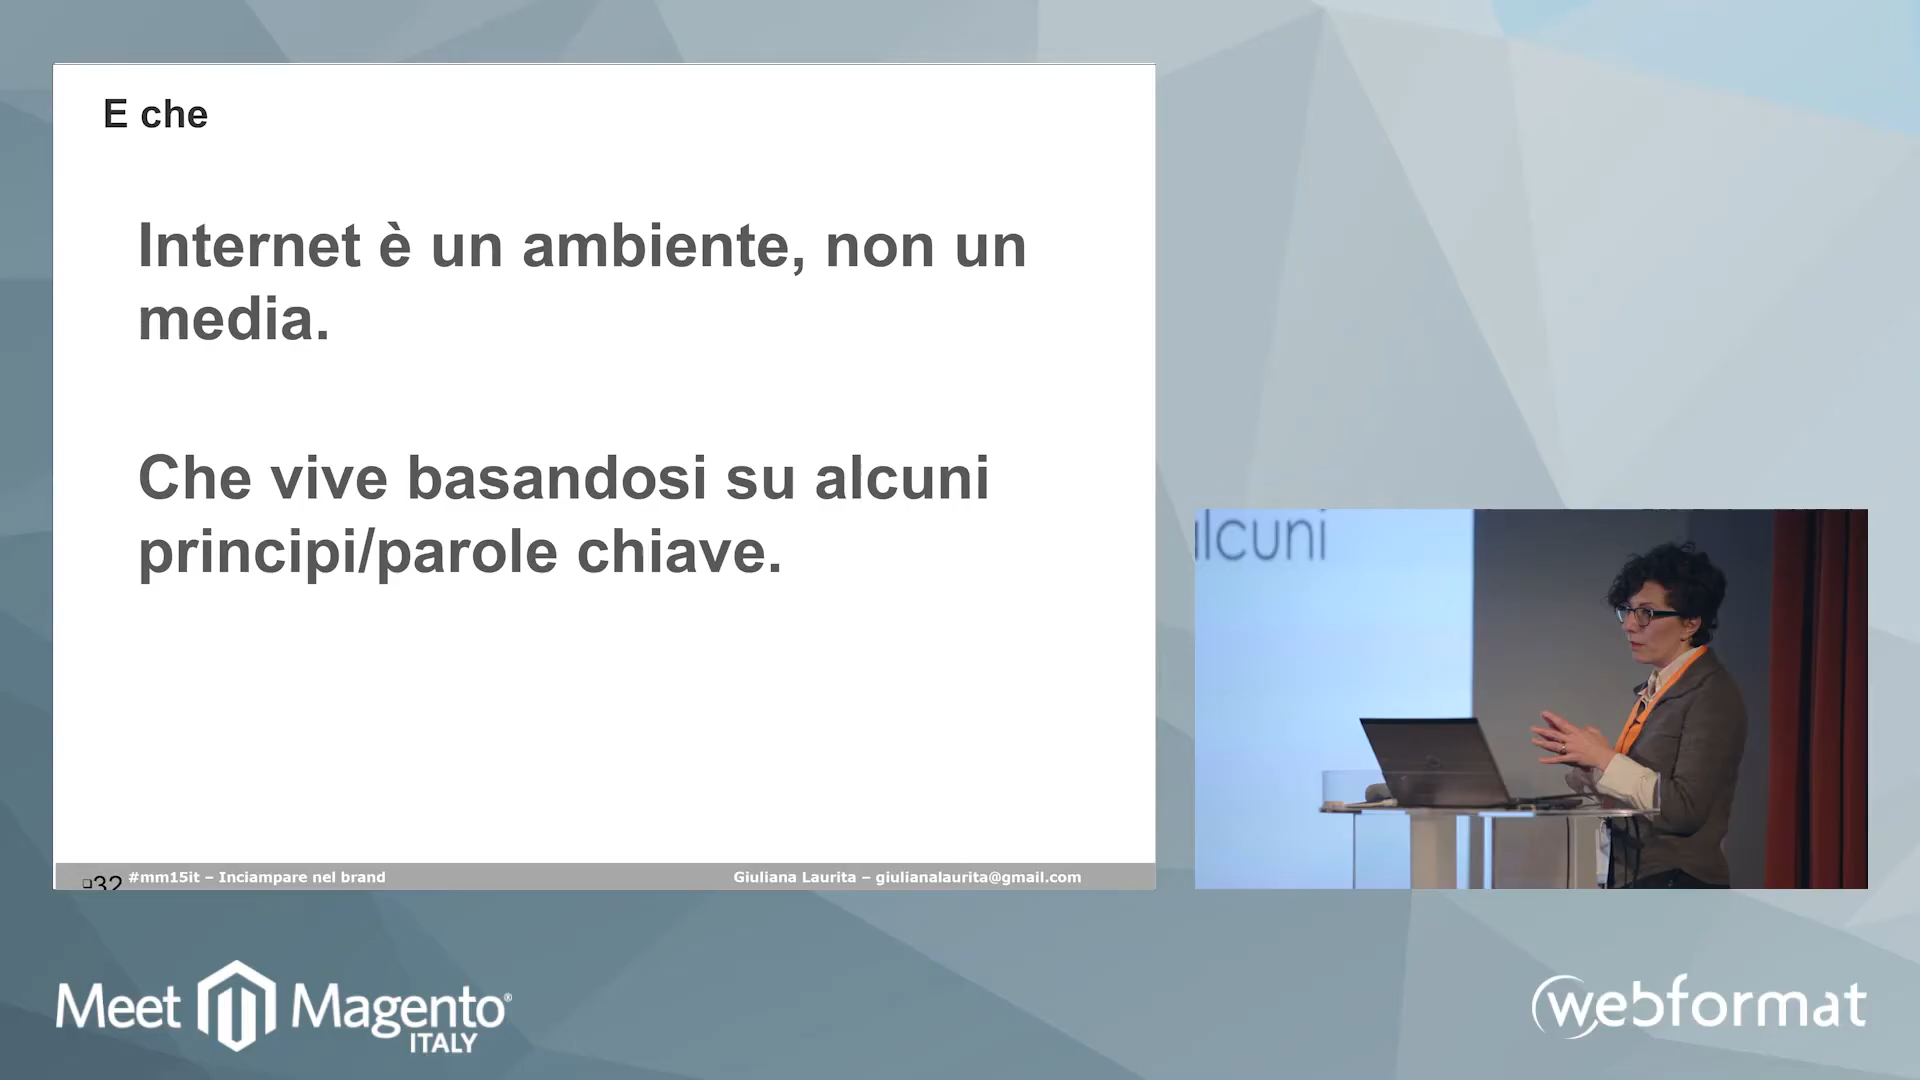 E che
Internet è un ambiente, non un
media.
Che vive basandosi su alcuni
principi/parole chiave.
32 #mm15it – Inciampare nel brand
Giuliana Laurita – giulianalaurita@gmail.com
alcuni
Meet Magento®
ITALY
webformat